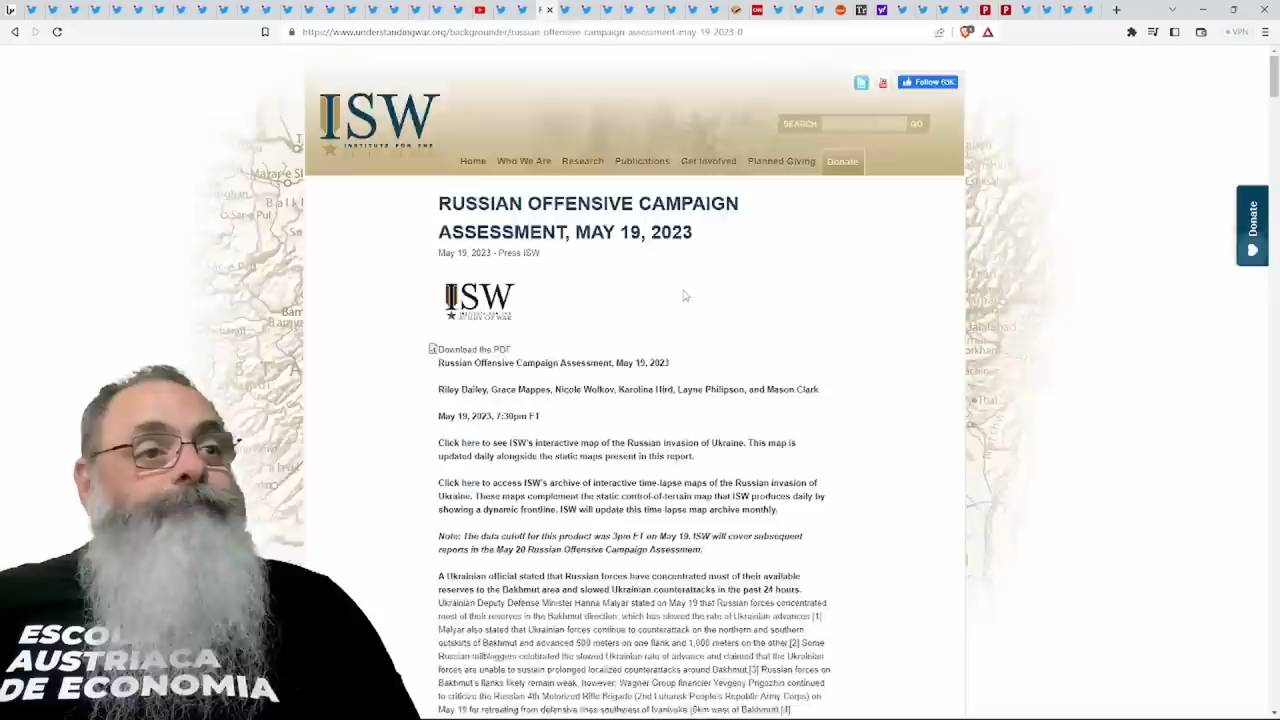 https://www.understandingwar.org/backgrounder/russian-offensive-campaign-assessment-may-19-2023-0
VPN
Follow 63K
SEARCH
GO
ISW
INSTITUTE FOR THE
Home Who We Are Research Publications Get Involved Planned Giving Donate
RUSSIAN OFFENSIVE CAMPAIGN
ASSESSMENT, MAY 19, 2023
May 19, 2023 - Press ISW
Donate
ISW
Download the PDF
Russian Offensive Campaign Assessment, May 19, 2023
Riley Bailey, Grace Mappes, Nicole Wolkov, Karolina Hird, Layne Philipson, and Mason Clark
May 19, 2023, 7:30pm ET
Click here to see ISW's interactive map of the Russian invasion of Ukraine. This map is
updated daily alongside the static maps present in this report.
Click here to access ISW's archive of interactive time-lapse maps of the Russian invasion of
Ukraine. These maps complement the static control-of-terrain map that ISW produces daily by
showing a dynamic frontline. ISW will update this time lapse map archive monthly.
Note: The data cutoff for this product was 3pm ET on May 19. ISW will cover subsequent
reports in the May 20 Russian Offensive Campaign Assessment.
A Ukrainian official stated that Russian forces have concentrated most of their available
reserves to the Bakhmut area and slowed Ukrainian counterattacks in the past 24 hours.
Ukrainian Deputy Defense Minister Hanna Malyar stated on May 19 that Russian forces concentrated
most of their reserves in the Bakhmut direction, which has slowed the rate of Ukrainian advances.[1]
Malyar also stated that Ukrainian forces continue to counterattack on the northern and southern
outskirts of Bakhmut and advanced 500 meters on one flank and 1,000 meters on the other.[2] Some
Russian milbloggers celebrated the slowed Ukrainian rate of advance and claimed that the Ukrainian
forces are unable to sustain prolonged localized counterattacks around Bakhmut.[3] Russian forces on
Bakhmut's flanks likely remain weak, however; Wagner Group financier Yevgeny Prigozhin continued
to criticize the Russian 4th Motorized Rifle Brigade (2nd Luhansk People's Republic Army Corps) on
May 19 for retreating from defensive lines southwest of Ivanivske (6km west of Bakhmut).[4]
AUSTRIACA
DE ECONOMIA